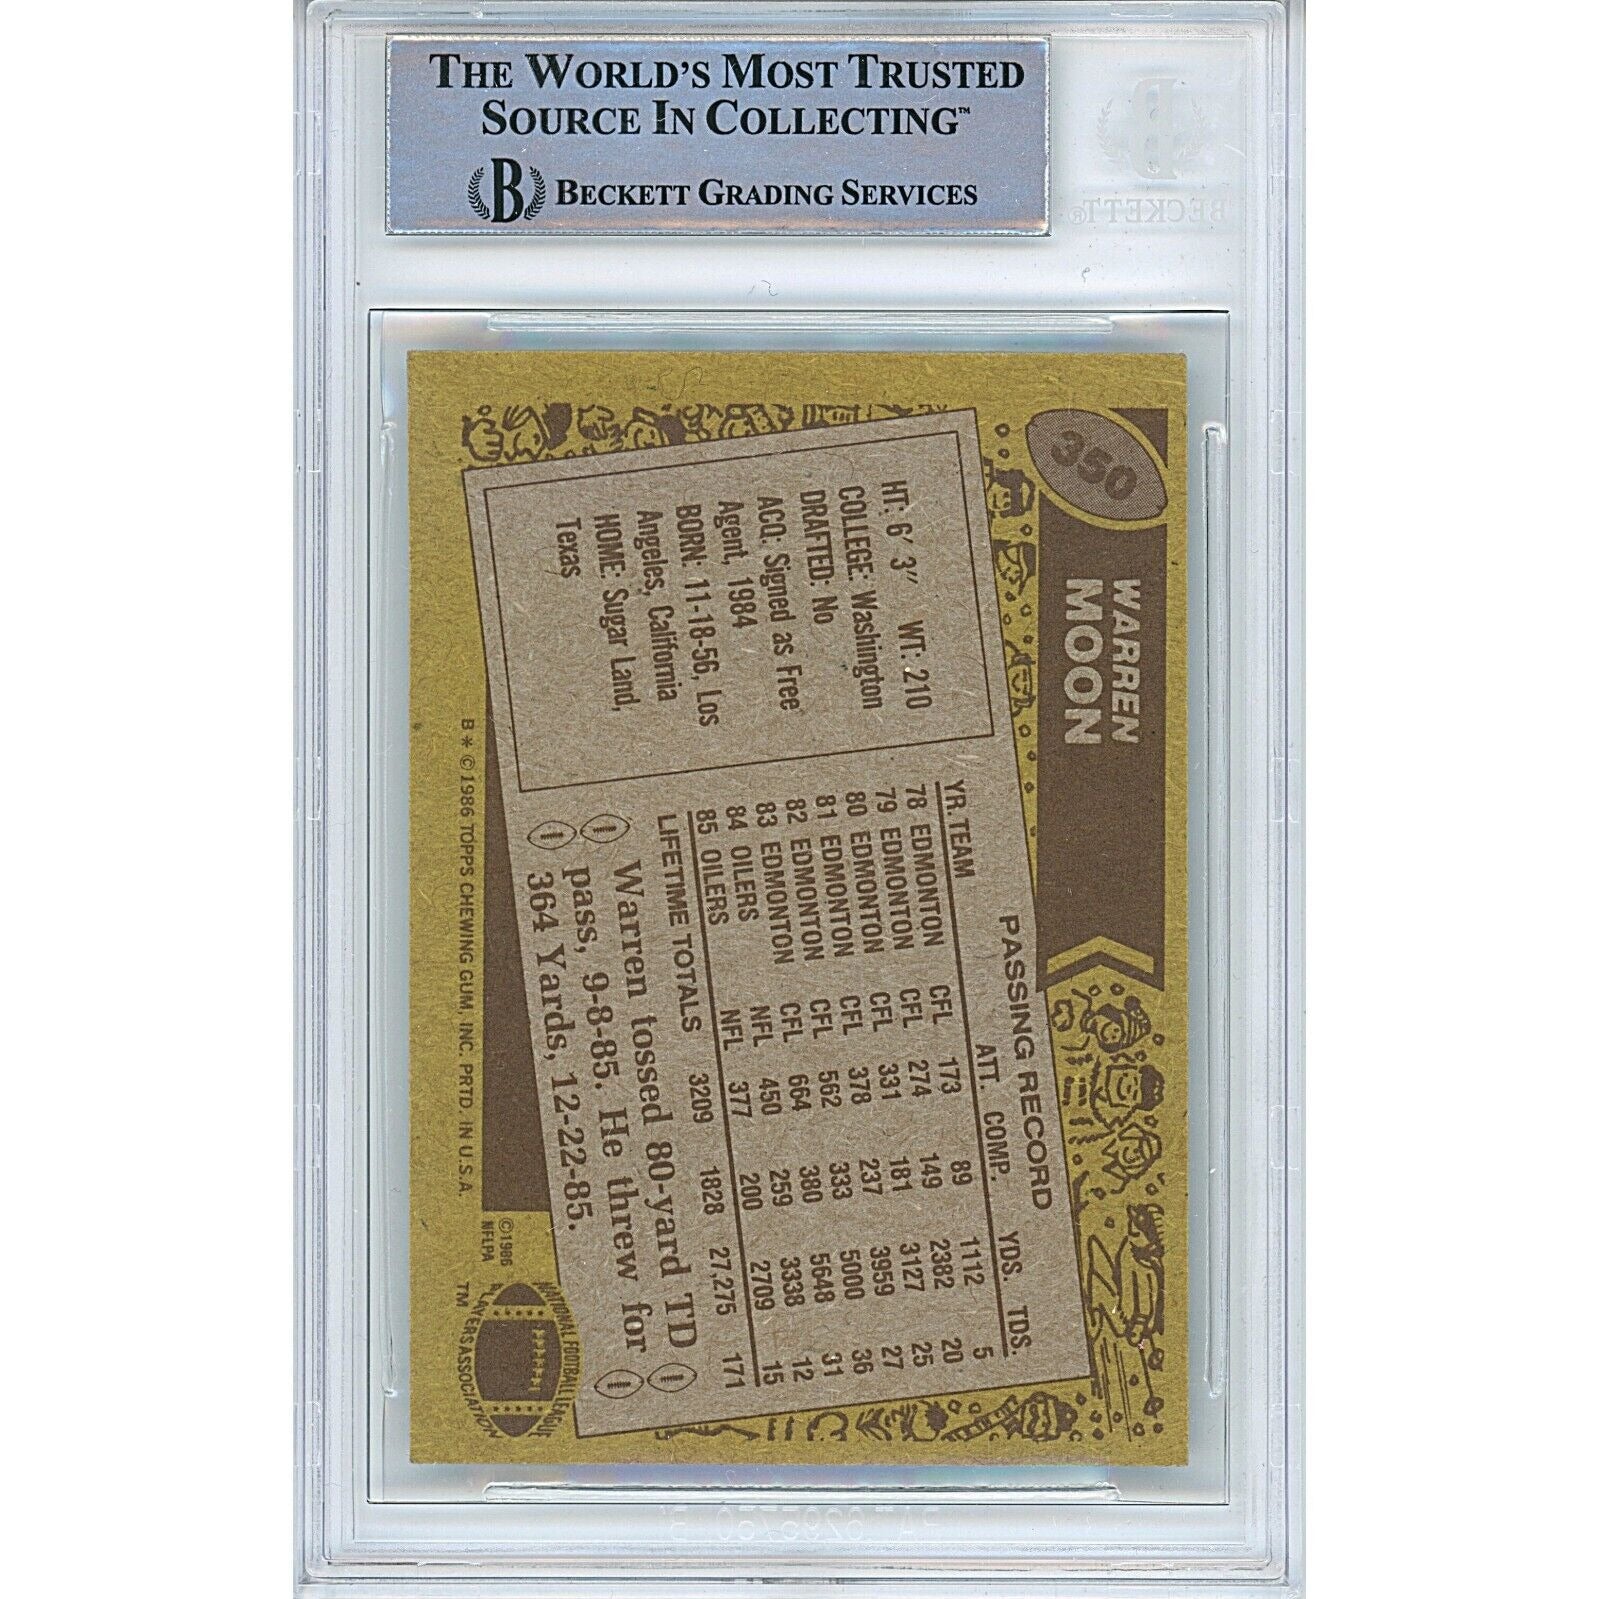 THE WORLD'S MOST TRUSTED
SOURCE IN COLLECTING™
B BECKETT GRADING SERVICES
B
BECKETT®
350
WARREN
MOON
HT: 6' 3" WT: 210
COLLEGE: Washington
DRAFTED: No
ACQ: Signed as Free
Agent, 1984
BORN: 11-18-56, Los
Angeles, California
HOME: Sugar Land,
Texas
PASSING RECORD
YR. TEAM ATT. COMP. YDS. TDS.
78 EDMONTON CFL 173 89 1112 5
79 EDMONTON CFL 274 149 2382 20
80 EDMONTON CFL 331 181 3127 25
81 EDMONTON CFL 378 237 3959 27
82 EDMONTON CFL 562 333 5000 36
83 EDMONTON CFL 664 380 5648 31
84 OILERS NFL 450 259 3338 12
85 OILERS NFL 377 200 2709 15
LIFETIME TOTALS 3209 1828 27,275 171
Warren tossed 80-yard TD
pass, 9-8-85. He threw for
364 Yards, 12-22-85.
B * © 1986 TOPPS CHEWING GUM, INC. PRTD. IN U.S.A.
© 1986
NFLPA
NATIONAL FOOTBALL LEAGUE
PLAYERS ASSOCIATION
TM